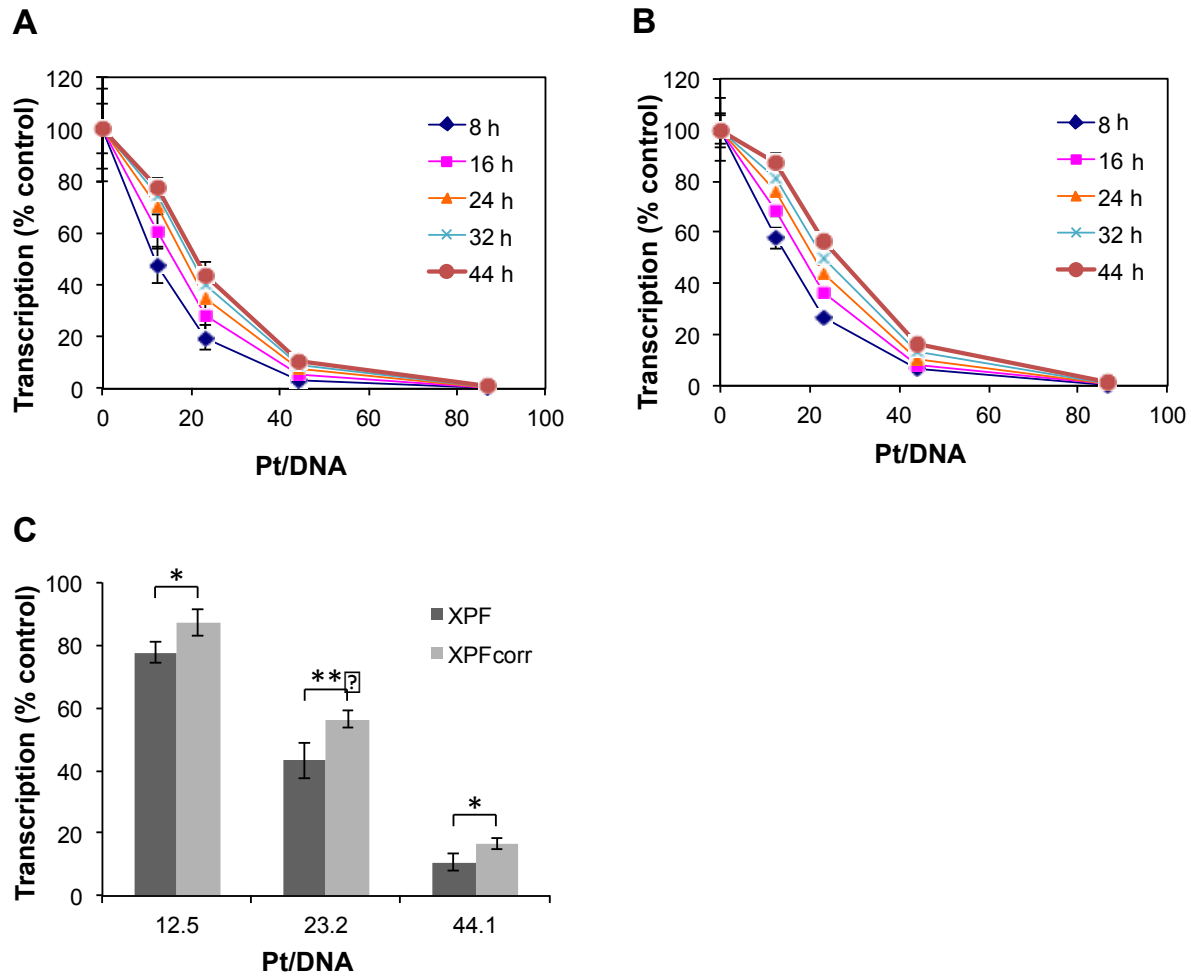 A
Transcription (% control)
120
100
80
60
40
20
0
8 h
16 h
24 h
32 h
44 h
0 20 40 60 80 100
Pt/DNA
B
Transcription (% control)
120
100
80
60
40
20
0
8 h
16 h
24 h
32 h
44 h
0 20 40 60 80 100
Pt/DNA
C
Transcription (% control)
100
80
60
40
20
0
*
**?
*
XPF
XPFcorr
12.5 23.2 44.1
Pt/DNA